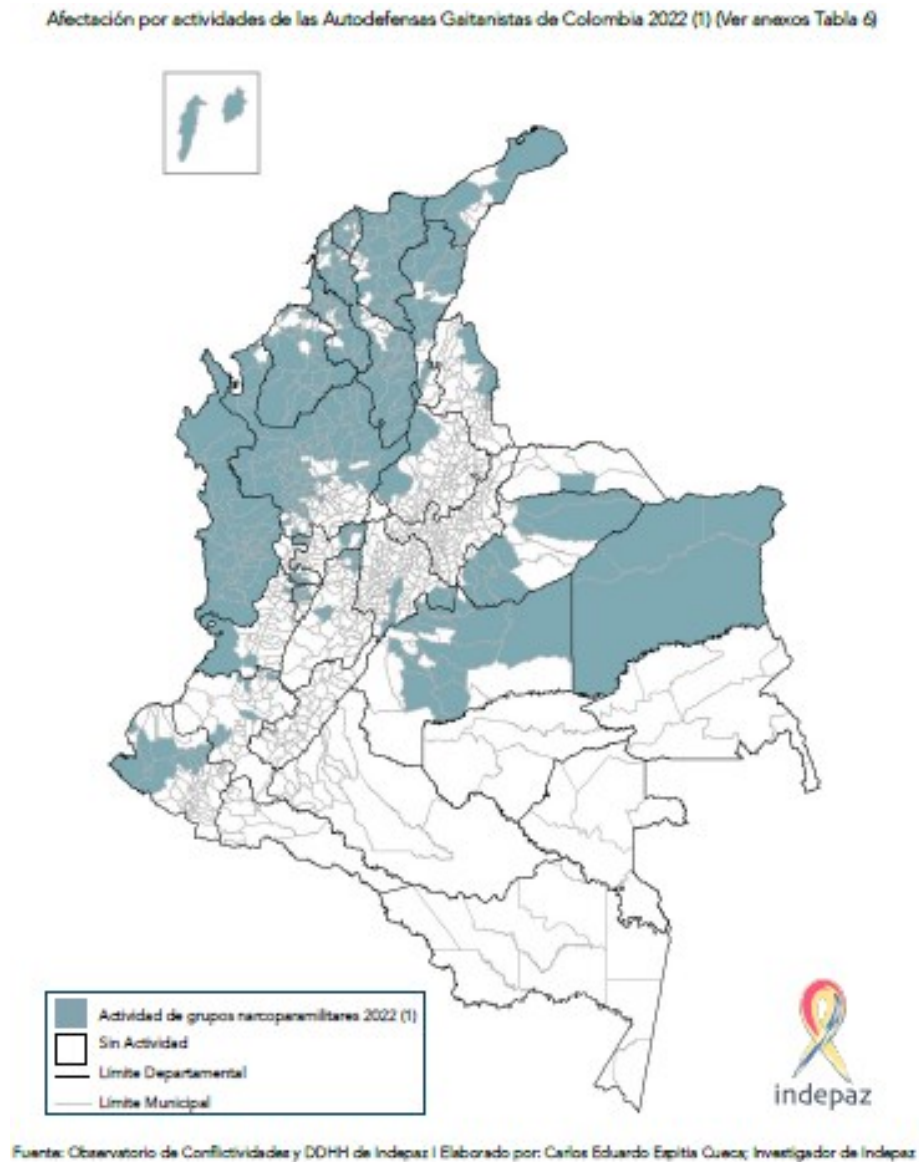 Afectación por actividades de las Autodefensas Gaitanistas de Colombia 2022 (1) (Ver anexos Tabla 6)
Actividad de grupos narcoparamilitares 2022 (1)
Sin Actividad
Límite Departamental
Límite Municipal
indepaz
Fuente: Observatorio de Conflictividades y DDHH de Indepaz | Elaborado por: Carlos Eduardo Espitia Cueca; Investigador de Indepaz